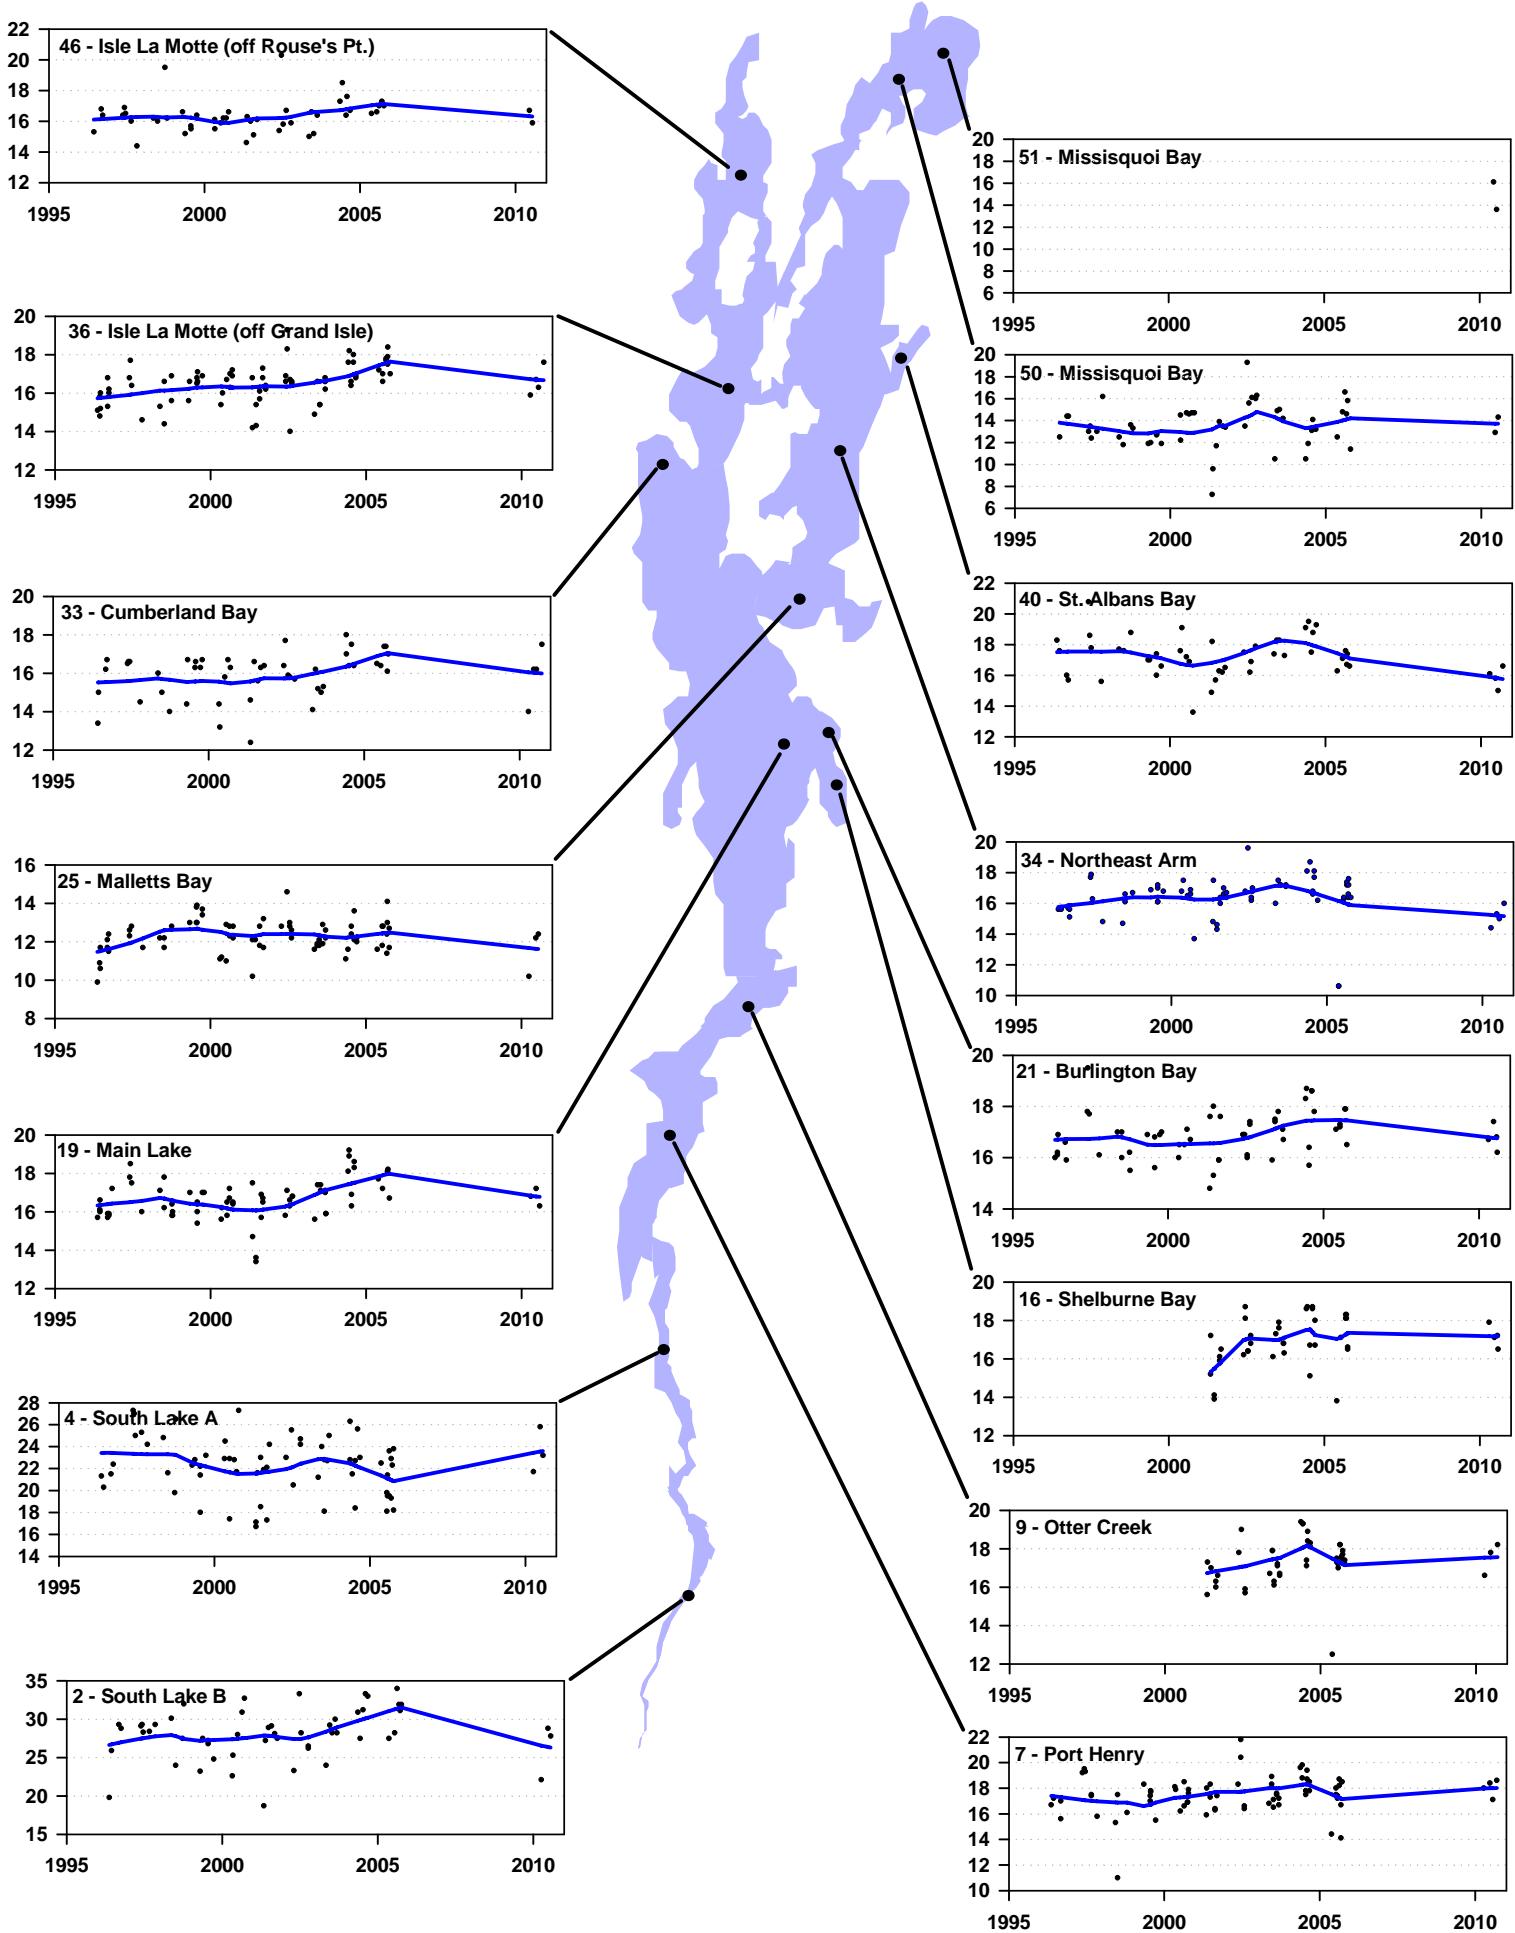 46 - Isle La Motte (off Rouse's Pt.)
22
20
18
16
14
12
1995 2000 2005 2010
36 - Isle La Motte (off Grand Isle)
20
18
16
14
12
1995 2000 2005 2010
33 - Cumberland Bay
20
18
16
14
12
1995 2000 2005 2010
25 - Malletts Bay
16
14
12
10
8
1995 2000 2005 2010
19 - Main Lake
20
18
16
14
12
1995 2000 2005 2010
4 - South Lake A
28
26
24
22
20
18
16
14
1995 2000 2005 2010
2 - South Lake B
35
30
25
20
15
1995 2000 2005 2010
51 - Missisquoi Bay
20
18
16
14
12
10
8
6
1995 2000 2005 2010
50 - Missisquoi Bay
20
18
16
14
12
10
8
6
1995 2000 2005 2010
40 - St. Albans Bay
22
20
18
16
14
12
1995 2000 2005 2010
34 - Northeast Arm
20
18
16
14
12
10
1995 2000 2005 2010
21 - Burlington Bay
20
18
16
14
1995 2000 2005 2010
16 - Shelburne Bay
20
18
16
14
12
1995 2000 2005 2010
9 - Otter Creek
20
18
16
14
12
1995 2000 2005 2010
7 - Port Henry
22
20
18
16
14
12
10
1995 2000 2005 2010